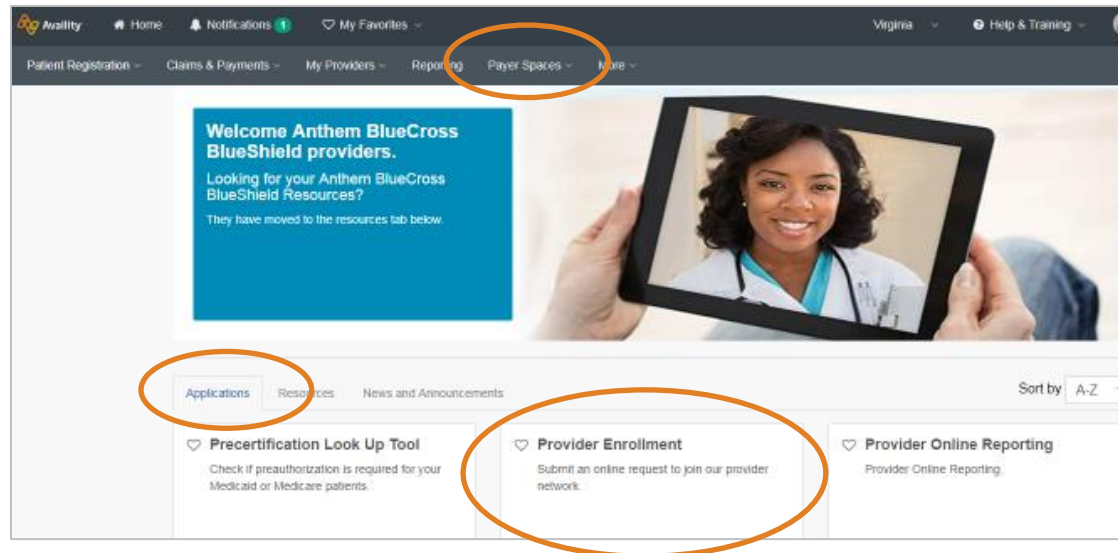 Availity Home Notifications 1 My Favorites Virginia Help & Training
Patient Registration Claims & Payments My Providers Reporting Payer Spaces More
Welcome Anthem BlueCross
BlueShield providers.
Looking for your Anthem BlueCross
BlueShield Resources?
They have moved to the resources tab below.
Applications Resources News and Announcements Sort by A-Z
Precertification Look Up Tool
Check if preauthorization is required for your
Medicaid or Medicare patients.
Provider Enrollment
Submit an online request to join our provider
network.
Provider Online Reporting
Provider Online Reporting.